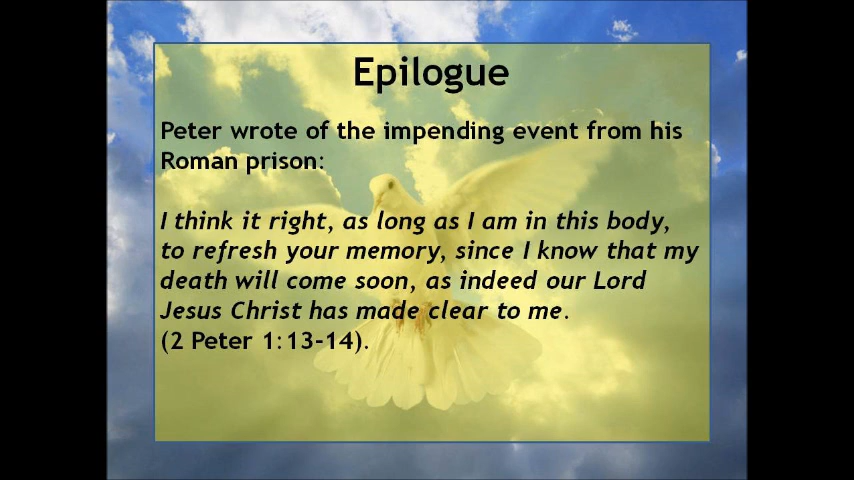 Epilogue
Peter wrote of the impending event from his
Roman prison:
I think it right, as long as I am in this body,
to refresh your memory, since I know that my
death will come soon, as indeed our Lord
Jesus Christ has made clear to me.
(2 Peter 1:13-14).